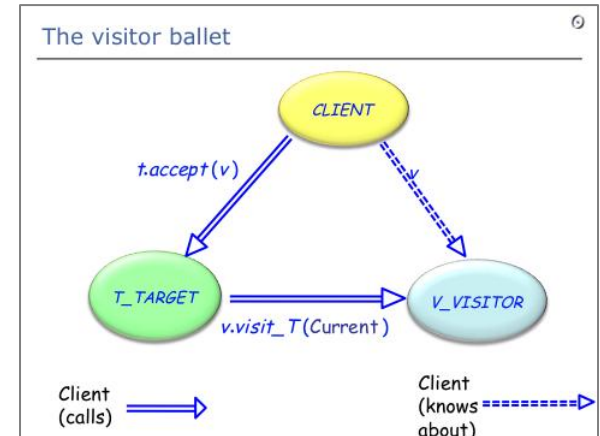 The visitor ballet
CLIENT
t.accept(v)
v
T_TARGET
V_VISITOR
v.visit_T(Current)
Client
(calls)
Client
(knows
about)